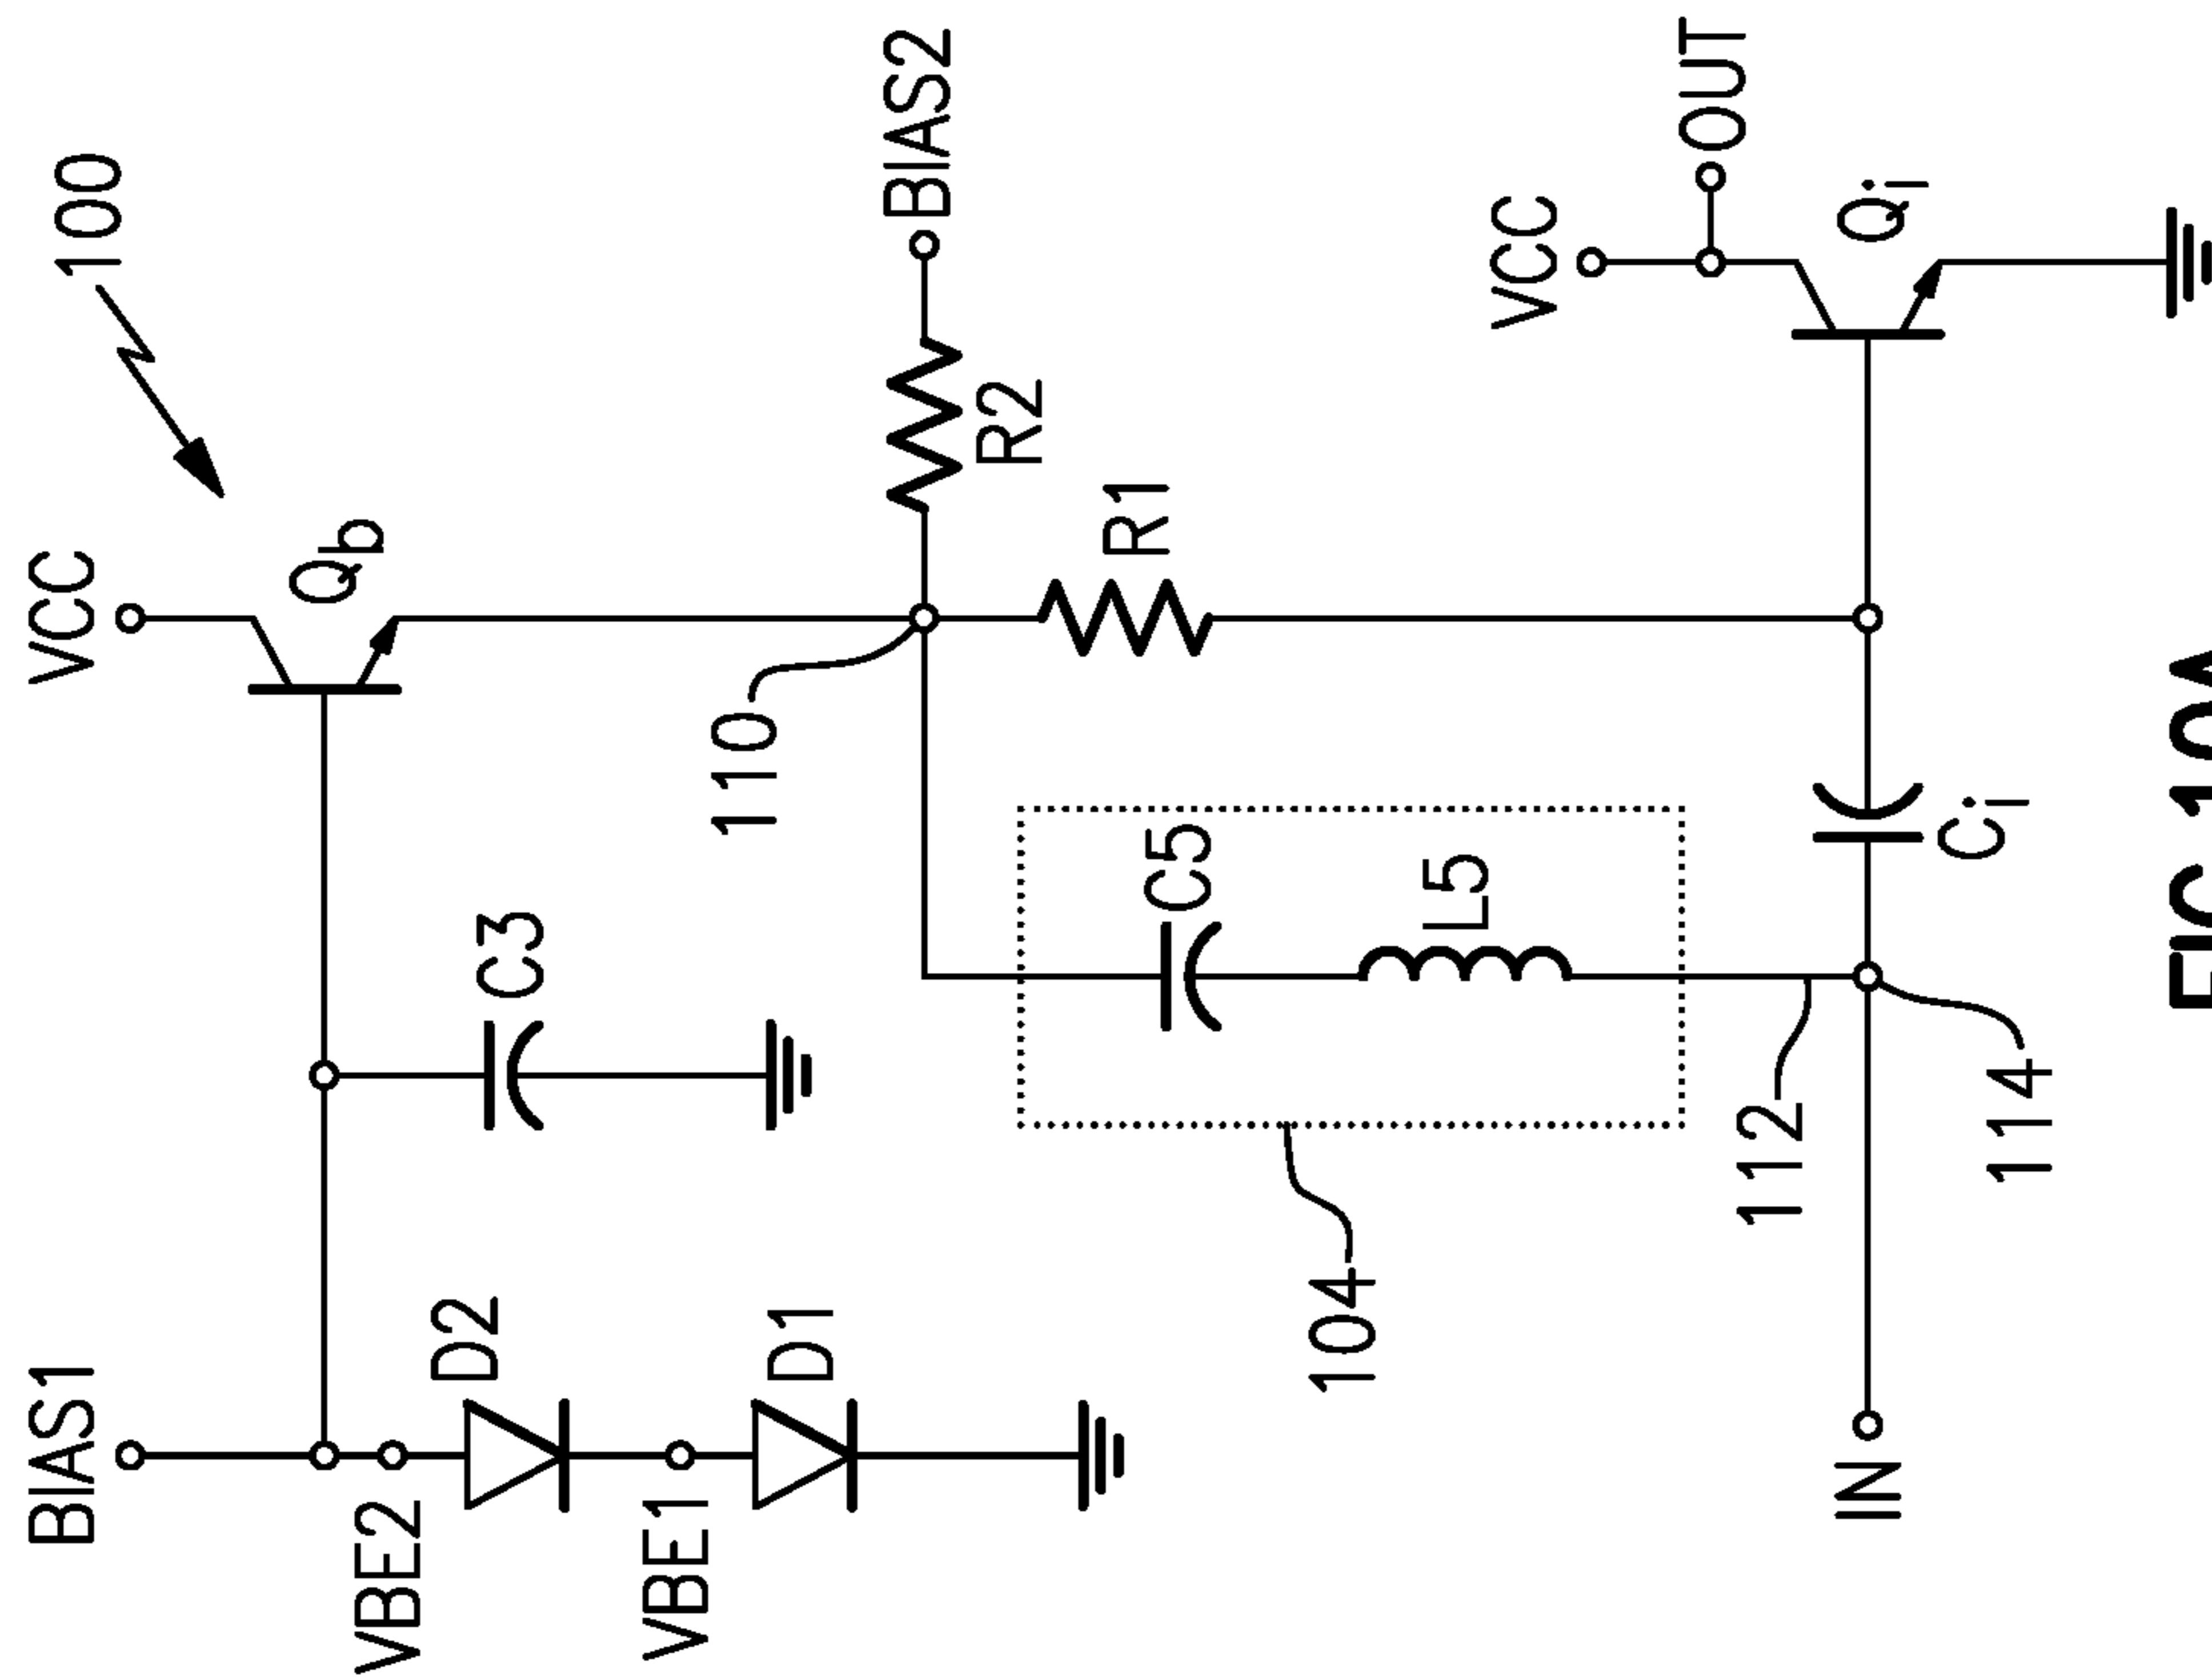 100
VCC
Qb
BIAS1
VBE2
D2
VBE1
D1
C3
110
BIAS2
R2
R1
C5
L5
104
112
114
IN
Ci
VCC
OUT
Qi